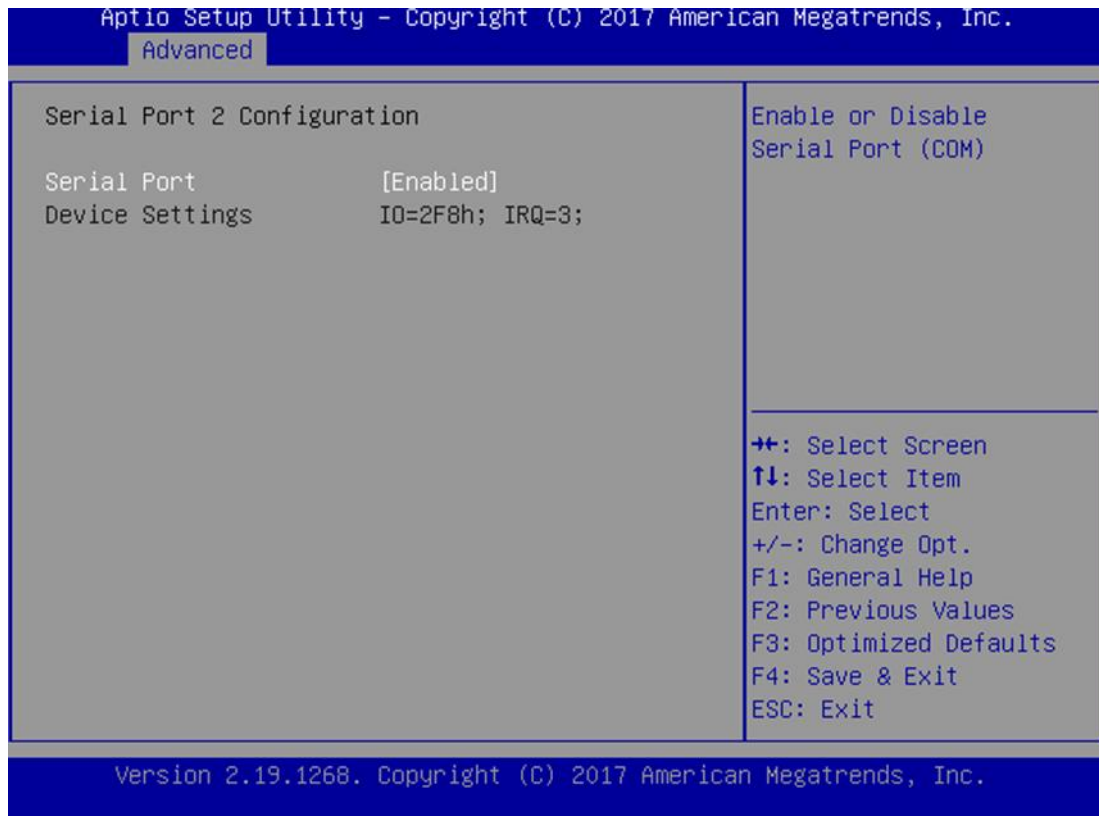 Aptio Setup Utility – Copyright (C) 2017 American Megatrends, Inc.
Advanced
Serial Port 2 Configuration
Serial Port [Enabled]
Device Settings IO=2F8h; IRQ=3;
Enable or Disable
Serial Port (COM)
→←: Select Screen
↑↓: Select Item
Enter: Select
+/-: Change Opt.
F1: General Help
F2: Previous Values
F3: Optimized Defaults
F4: Save & Exit
ESC: Exit
Version 2.19.1268. Copyright (C) 2017 American Megatrends, Inc.